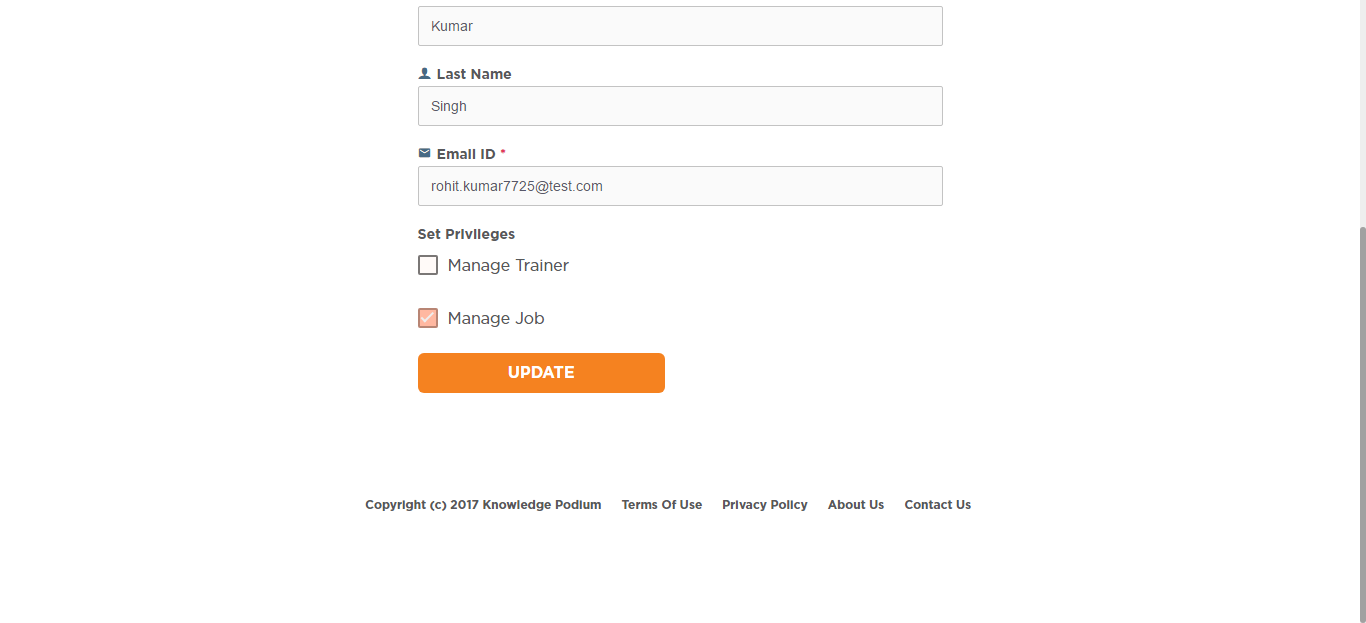 Kumar
Last Name
Singh
Email ID *
rohit.kumar7725@test.com
Set Privileges
Manage Trainer
Manage Job
UPDATE
Copyright (c) 2017 Knowledge Podium Terms Of Use Privacy Policy About Us Contact Us